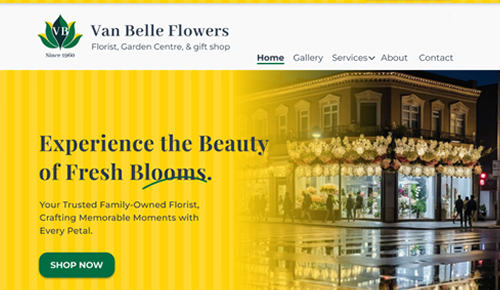 VB
Since 1960
Van Belle Flowers
Florist, Garden Centre, & gift shop
Home Gallery Services About Contact
Experience the Beauty
of Fresh Blooms.
Your Trusted Family-Owned Florist,
Crafting Memorable Moments with
Every Petal.
SHOP NOW